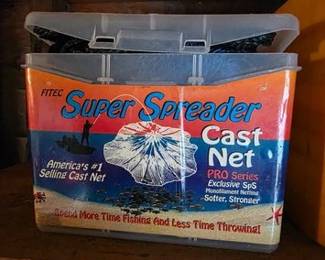 FITEC
Super Spreader
Cast
Net
PRO Series
Exclusive SpS
Monofilament Netting
Softer, Stronger
America's #1
Selling Cast Net
Spend More Time Fishing And Less Time Throwing!